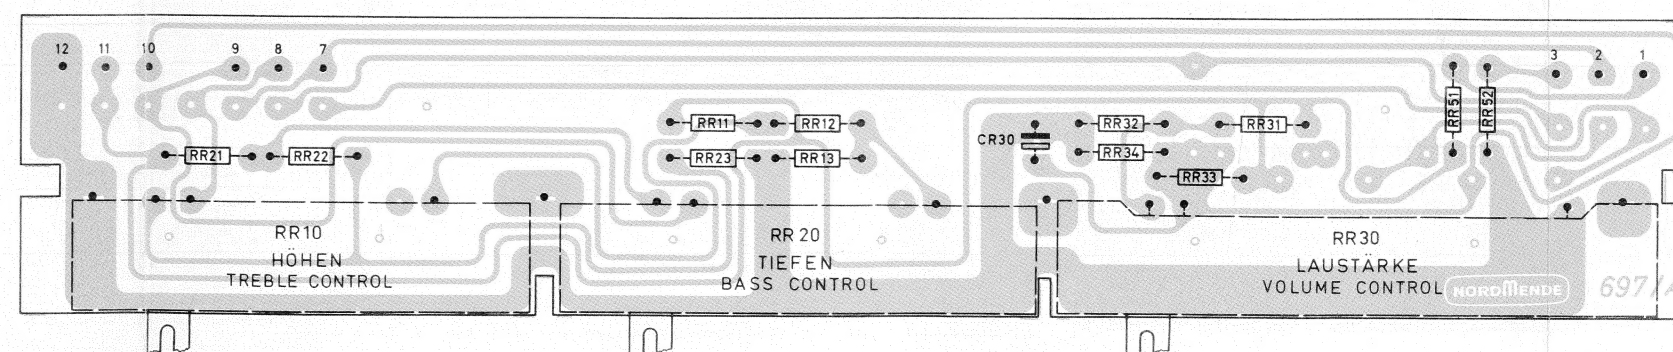 12 11 10 9 8 7 3 2 1
RR51 RR52
RR11 RR12 RR32 RR31
CR30
RR21 RR22 RR23 RR13 RR34
RR33
RR10
HÖHEN
TREBLE CONTROL
RR 20
TIEFEN
BASS CONTROL
RR30
LAUSTÄRKE
VOLUME CONTROL
NORDMENDE
697/A